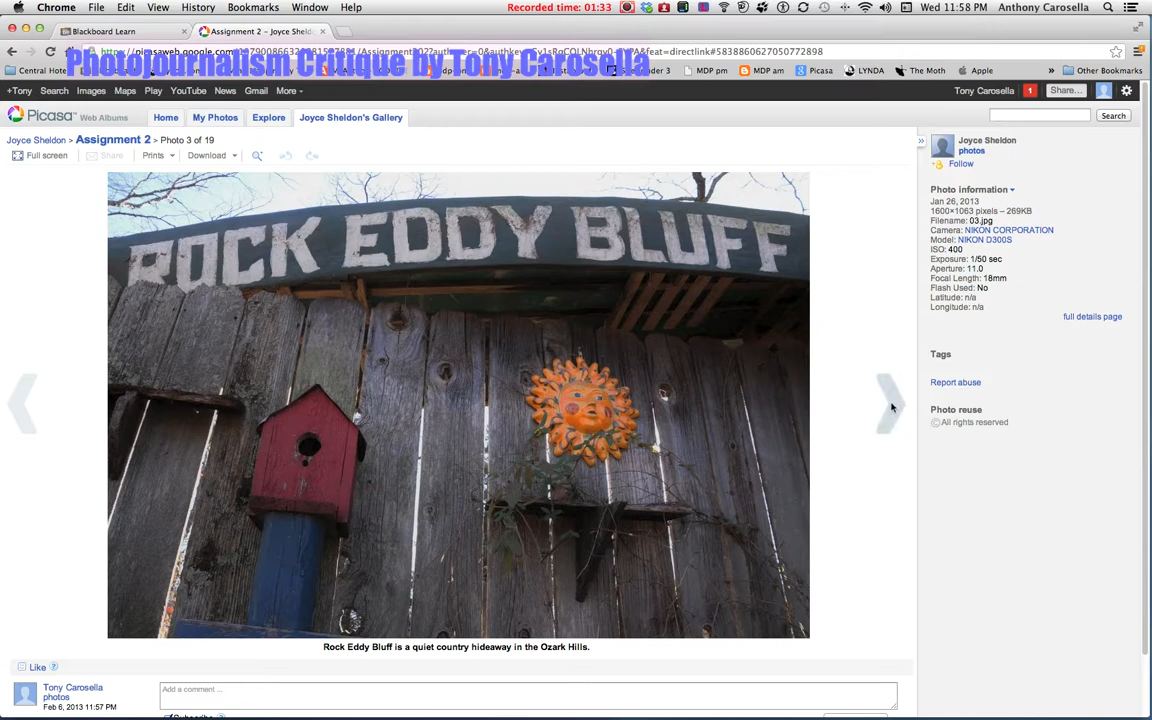 Chrome File Edit View History Bookmarks Window Help Recorded time: 01:33 Wed 11:58 PM Anthony Carosella
Blackboard Learn Assignment 2 – Joyce Sheldon
Photojournalism Critique By Tony Carosella
Central MDP pm MDP am Picasa LYNDA The Moth Apple » Other Bookmarks
+Tony Search Images Maps Play YouTube News Gmail More Tony Carosella 1 Share...
Picasa™ Web Albums Home My Photos Explore Joyce Sheldon's Gallery Search
Joyce Sheldon > Assignment 2 > Photo 3 of 19
Full screen Share Prints Download
ROCK EDDY BLUFF
Rock Eddy Bluff is a quiet country hideaway in the Ozark Hills.
Like ?
Tony Carosella
photos
Feb 6, 2013 11:57 PM
Add a comment ...
Subscribe
»
Joyce Sheldon
photos
Follow
Photo information
Jan 26, 2013
1600×1063 pixels – 269KB
Filename: 03.jpg
Camera: NIKON CORPORATION
Model: NIKON D300S
ISO: 400
Exposure: 1/50 sec
Aperture: 11.0
Focal Length: 18mm
Flash Used: No
Latitude: n/a
Longitude: n/a
full details page
Tags
Report abuse
Photo reuse
© All rights reserved